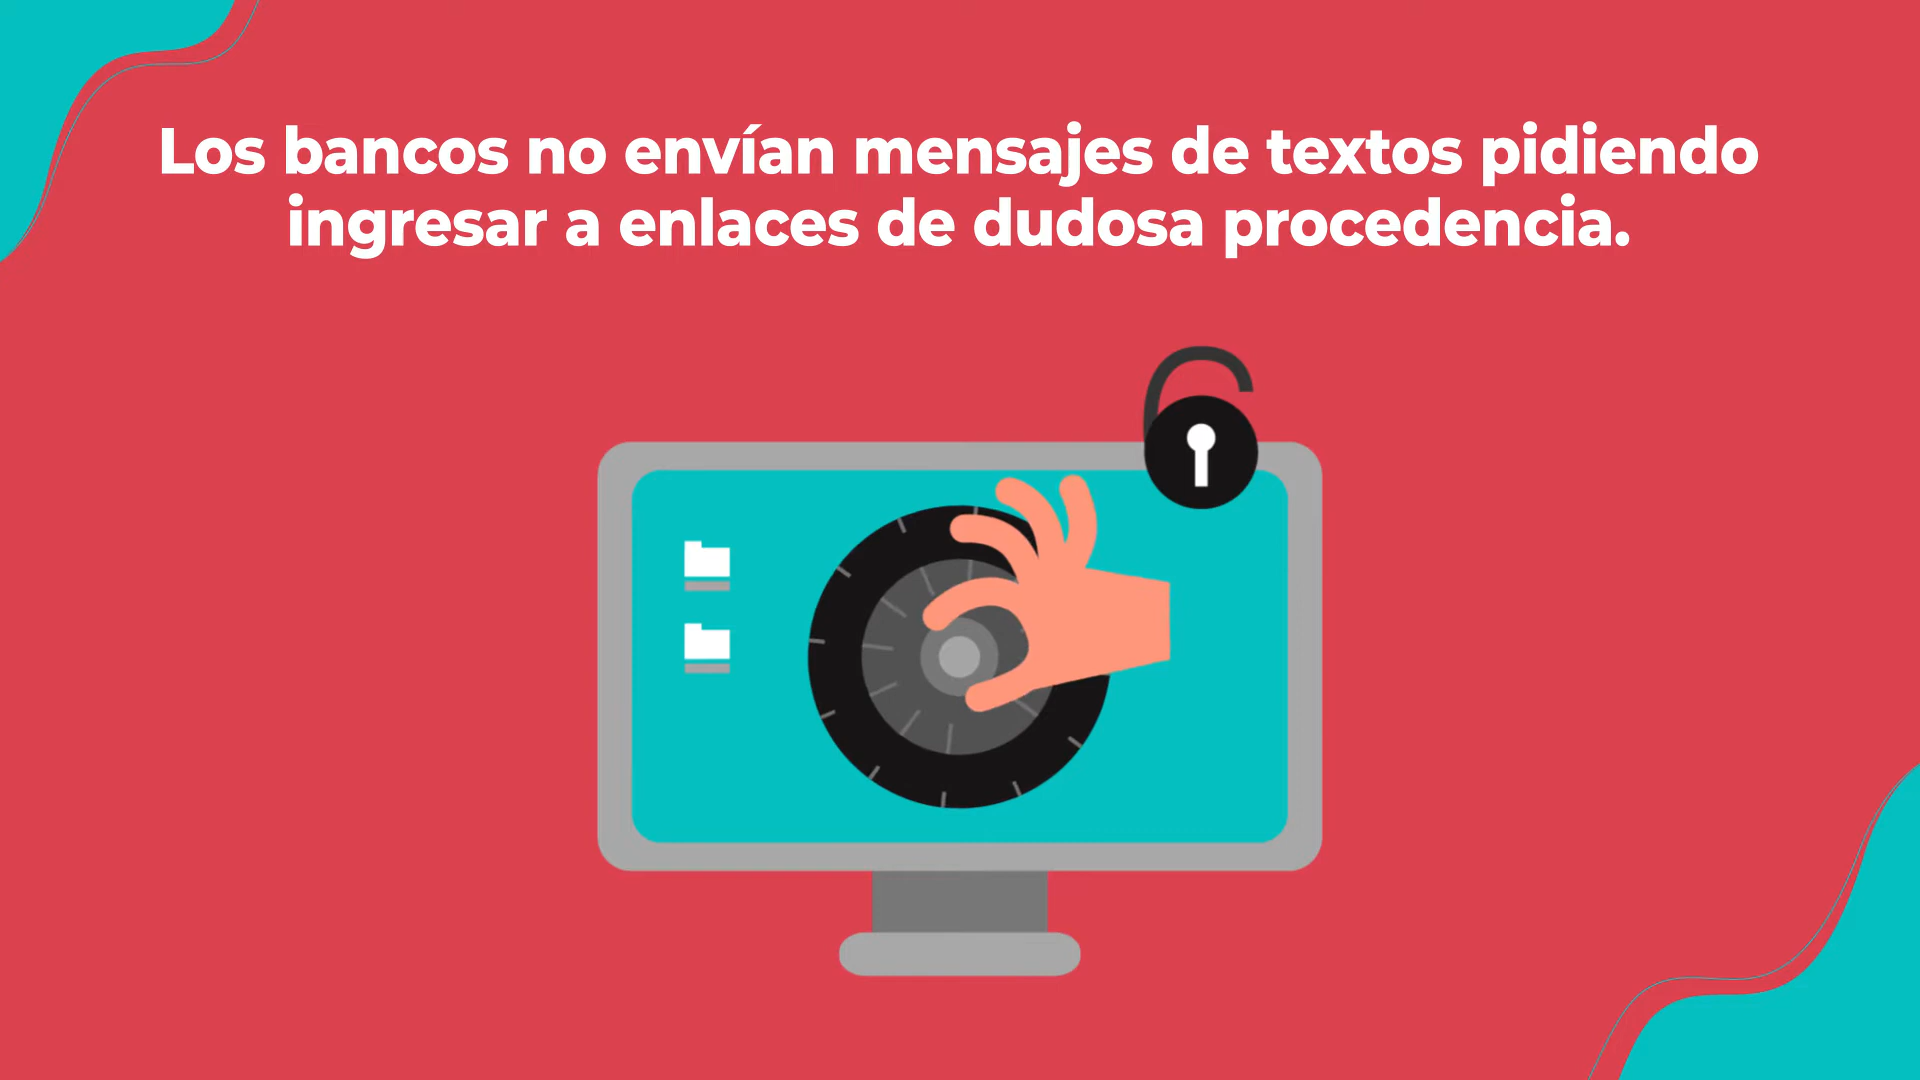 Los bancos no envían mensajes de textos pidiendo
ingresar a enlaces de dudosa procedencia.